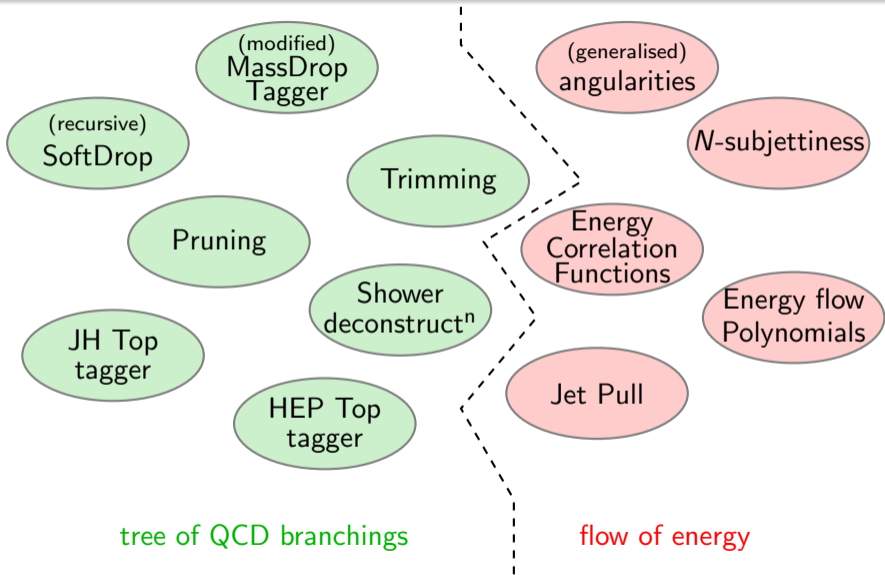 (modified)
MassDrop
Tagger
(generalised)
angularities
(recursive)
SoftDrop
N-subjettiness
Trimming
Pruning
Energy
Correlation
Functions
Shower
deconstructⁿ
Energy flow
Polynomials
JH Top
tagger
Jet Pull
HEP Top
tagger
tree of QCD branchings
flow of energy